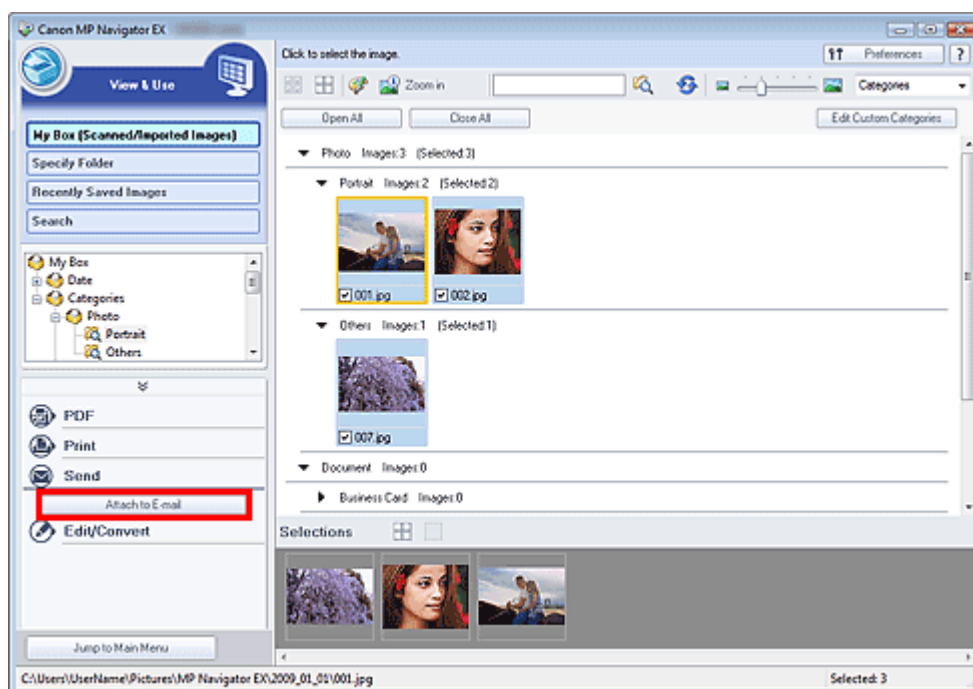 Canon MP Navigator EX
View & Use
My Box (Scanned/Imported Images)
Specify Folder
Recently Saved Images
Search
My Box
Date
Categories
Photo
Portrait
Others
PDF
Print
Send
Attach to E-mail
Edit/Convert
Jump to Main Menu
Click to select the image.
Preferences
?
Zoom in
Categories
Open All
Close All
Edit Custom Categories
Photo Images:3 (Selected:3)
Portrait Images:2 (Selected:2)
001.jpg
002.jpg
Others Images:1 (Selected:1)
007.jpg
Document Images:0
Business Card Images:0
Selections
C:\Users\UserName\Pictures\MP Navigator EX\2009_01_01\001.jpg
Selected: 3